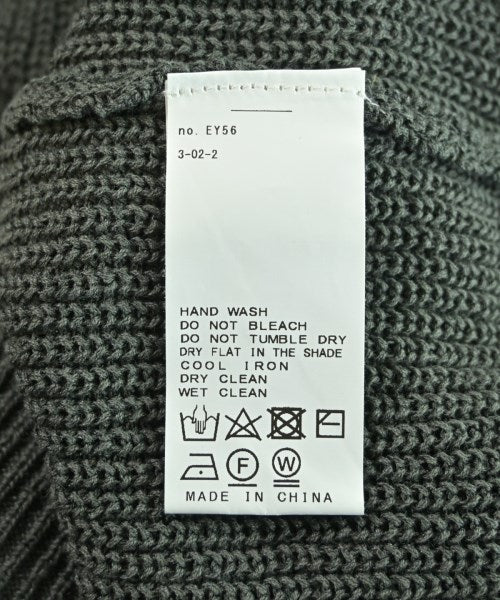 no. EY56
3-02-2
HAND WASH
DO NOT BLEACH
DO NOT TUMBLE DRY
DRY FLAT IN THE SHADE
COOL IRON
DRY CLEAN
WET CLEAN
F W
MADE IN CHINA